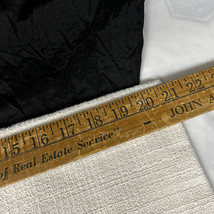 15 16 17 18 19 20 21 22
of Real Estate Service" — JOHN